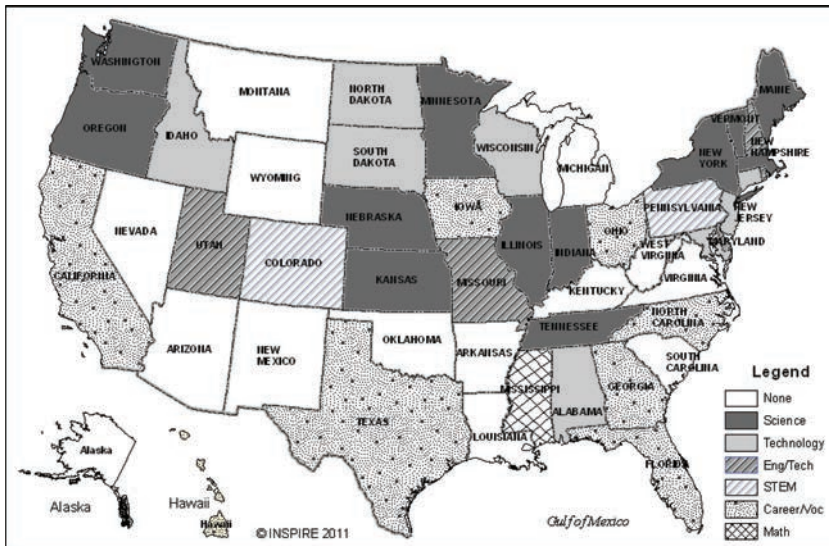 WASHINGTON
MONTANA
NORTH
DAKOTA
MINNESOTA
MAINE
VERMONT
OREGON
IDAHO
SOUTH
DAKOTA
WISCONSIN
MICHIGAN
NEW
YORK
NEW
HAMPSHIRE
WYOMING
IOWA
PENNSYLVANIA
NEW
JERSEY
NEBRASKA
NEVADA
UTAH
COLORADO
ILLINOIS
INDIANA
OHIO
WEST
VIRGINIA
MARYLAND
CALIFORNIA
KANSAS
MISSOURI
KENTUCKY
VIRGINIA
TENNESSEE
NORTH
CAROLINA
ARIZONA
NEW
MEXICO
OKLAHOMA
ARKANSAS
SOUTH
CAROLINA
MISSISSIPPI
ALABAMA
GEORGIA
TEXAS
LOUISIANA
FLORIDA
Alaska
Alaska
Hawaii
Hawaii
© INSPIRE 2011
Gulf of Mexico
Legend
None
Science
Technology
Eng/Tech
STEM
Career/Voc
Math